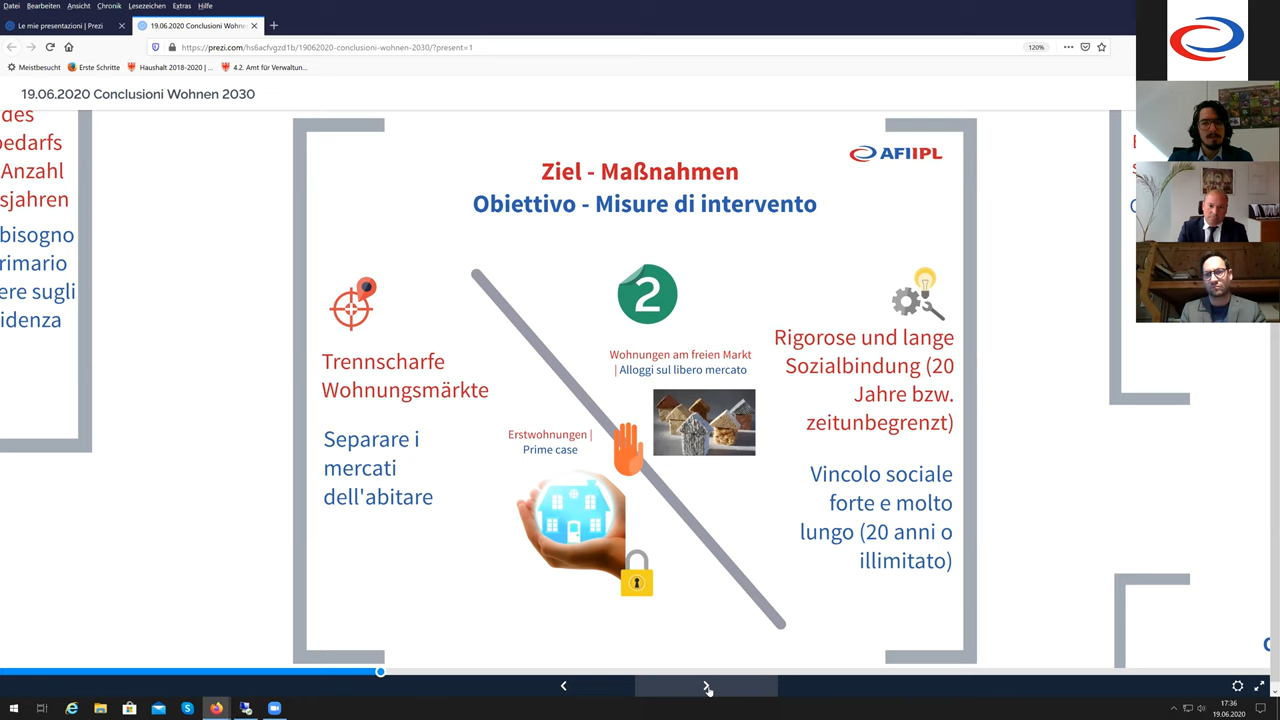 Datei Bearbeiten Ansicht Chronik Lesezeichen Extras Hilfe
Le mie presentazioni | Prezi
19.06.2020 Conclusioni Wohn
https://prezi.com/hs6acfvgzd1b/19062020-conclusioni-wohnen-2030/?present=1
120%
Meistbesucht Erste Schritte Haushalt 2018-2020 | ... 4.2. Amt für Verwaltun...
19.06.2020 Conclusioni Wohnen 2030
des
bedarfs
Anzahl
sjahren
bisogno
rimario
ere sugli
idenza
AFIIPL
Ziel - Maßnahmen
Obiettivo - Misure di intervento
2
Trennscharfe
Wohnungsmärkte
Separare i
mercati
dell'abitare
Wohnungen am freien Markt
| Alloggi sul libero mercato
Erstwohnungen |
Prime case
Rigorose und lange
Sozialbindung (20
Jahre bzw.
zeitunbegrenzt)
Vincolo sociale
forte e molto
lungo (20 anni o
illimitato)
17:36
19.06.2020